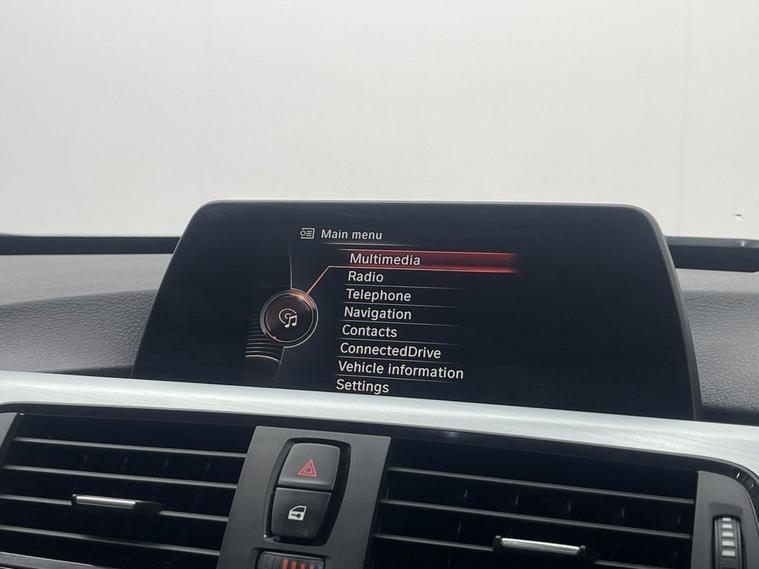 Main menu
Multimedia
Radio
Telephone
Navigation
Contacts
ConnectedDrive
Vehicle information
Settings